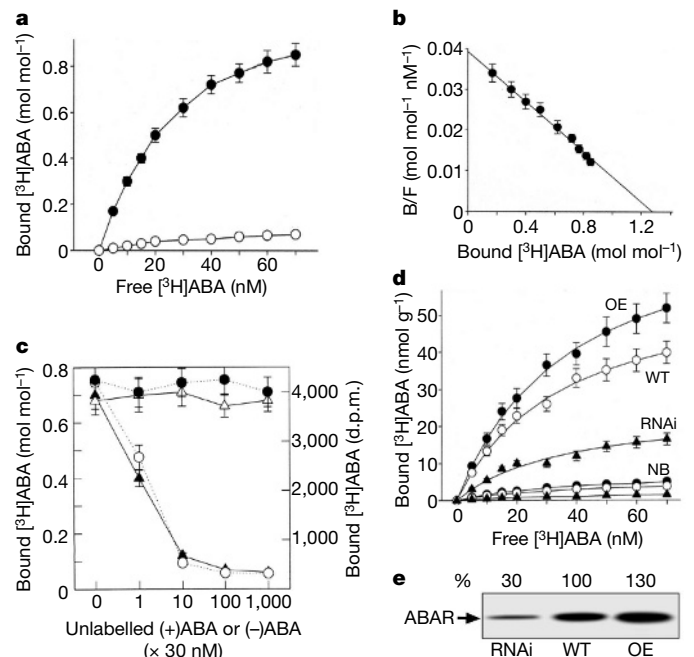 a
Bound [³H]ABA (mol mol⁻¹)
0.8
0.6
0.4
0.2
0
0 20 40 60
Free [³H]ABA (nM)
b
B/F (mol mol⁻¹ nM⁻¹)
0.04
0.03
0.02
0.01
0
0 0.4 0.8 1.2
Bound [³H]ABA (mol mol⁻¹)
c
Bound [³H]ABA (mol mol⁻¹)
0.8
0.6
0.4
0.2
0
4,000
3,000
2,000
1,000
Bound [³H]ABA (d.p.m.)
0 1 10 100 1,000
Unlabelled (+)ABA or (–)ABA
(× 30 nM)
d
Bound [³H]ABA (nmol g⁻¹)
50
40
30
20
10
0
OE
WT
RNAi
NB
0 20 40 60
Free [³H]ABA (nM)
e
% 30 100 130
ABAR
RNAi WT OE